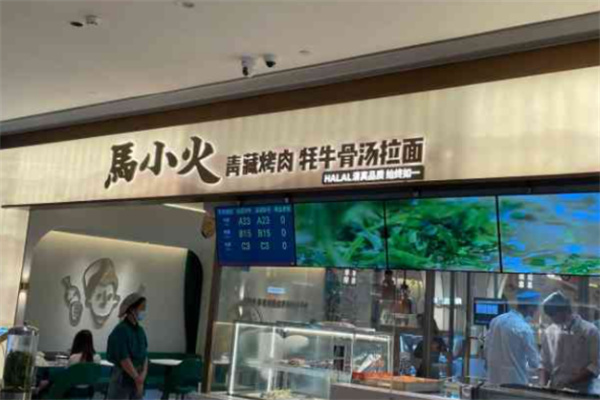 馬小火 青藏烤肉 牦牛骨汤拉面
HALAL清真品质 始终如一
A23 A23 0
B15 B15 0
C3 C3 0